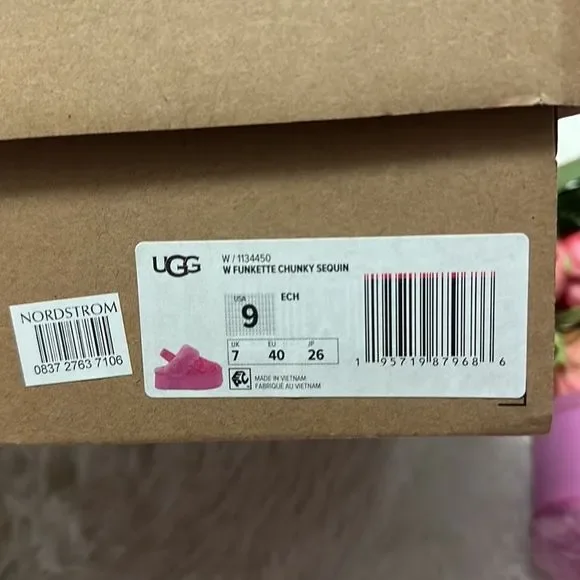 NORDSTROM
0837 2763 7106
UGG
W / 1134450
W FUNKETTE CHUNKY SEQUIN
USA
9
ECH
UK EU JP
7 40 26
MADE IN VIETNAM
FABRIQUÉ AU VIETNAM
1 95719 87968 6